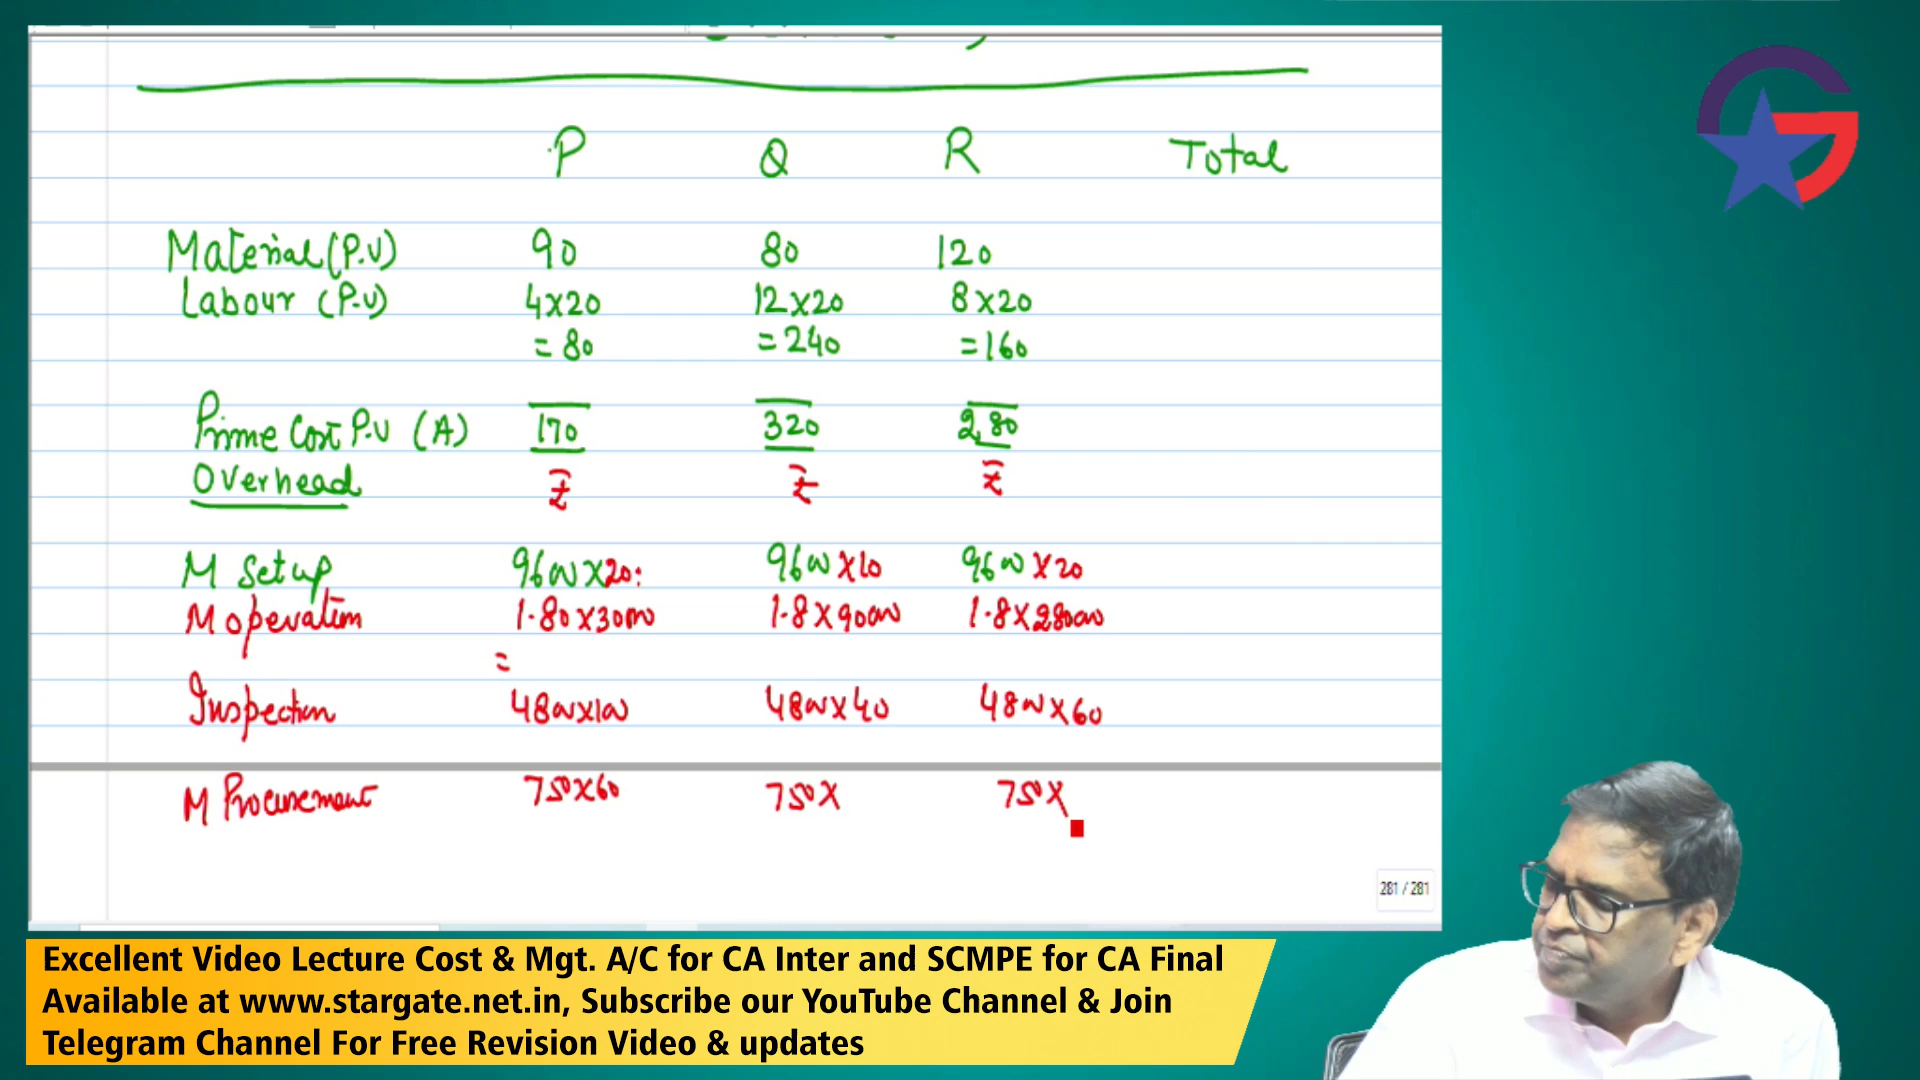 P Q R Total
Material (P.U) 90 80 120
Labour (P.U) 4x20 12x20 8x20
=80 =240 =160
Prime Cost P.U (A) 170 320 280
Overhead ₹ ₹ ₹
M Setup 9600x20 9600x10 9600x20
M operation 1.80x30000 1.8x90000 1.8x28000
=
Inspection 4800x100 4800x40 4800x60
M Procurement 750x60 750x 750x
281 / 281
Excellent Video Lecture Cost & Mgt. A/C for CA Inter and SCMPE for CA Final
Available at www.stargate.net.in, Subscribe our YouTube Channel & Join
Telegram Channel For Free Revision Video & updates